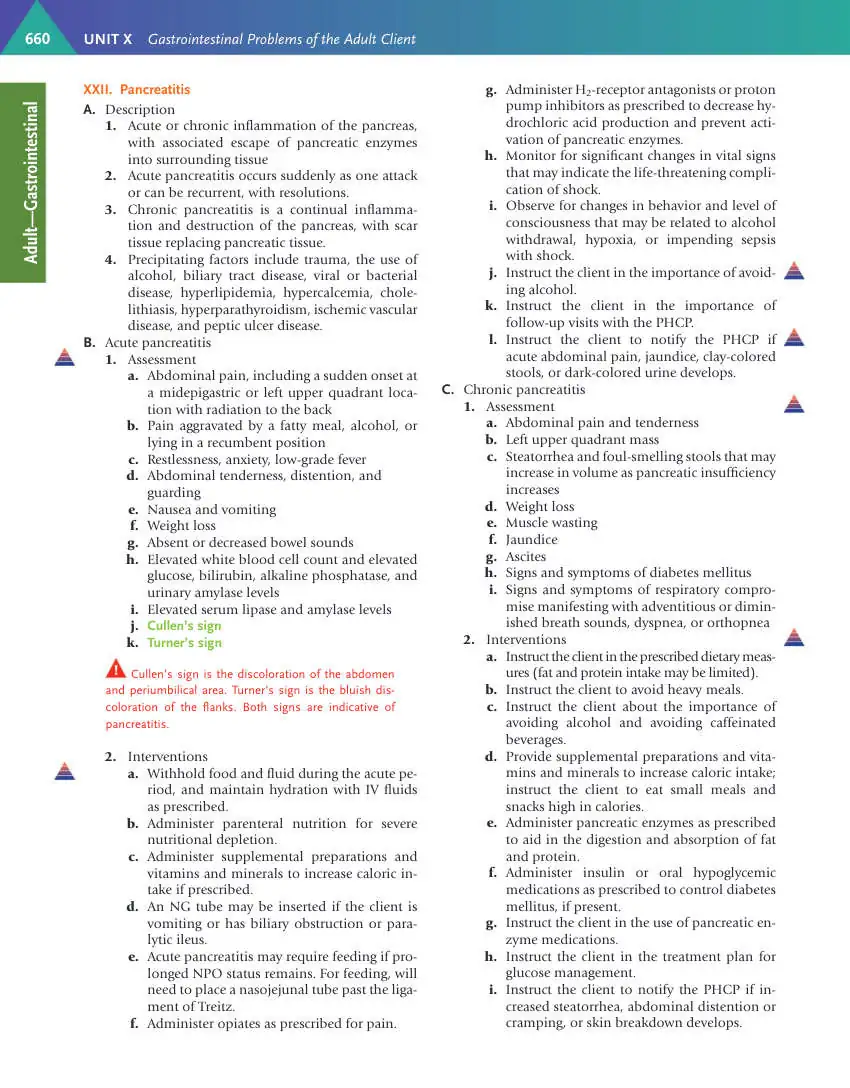 660
UNIT X Gastrointestinal Problems of the Adult Client
Adult—Gastrointestinal
XXII. Pancreatitis
A. Description
1. Acute or chronic inflammation of the pancreas,
with associated escape of pancreatic enzymes
into surrounding tissue
2. Acute pancreatitis occurs suddenly as one attack
or can be recurrent, with resolutions.
3. Chronic pancreatitis is a continual inflamma-
tion and destruction of the pancreas, with scar
tissue replacing pancreatic tissue.
4. Precipitating factors include trauma, the use of
alcohol, biliary tract disease, viral or bacterial
disease, hyperlipidemia, hypercalcemia, chole-
lithiasis, hyperparathyroidism, ischemic vascular
disease, and peptic ulcer disease.
B. Acute pancreatitis
1. Assessment
a. Abdominal pain, including a sudden onset at
a midepigastric or left upper quadrant loca-
tion with radiation to the back
b. Pain aggravated by a fatty meal, alcohol, or
lying in a recumbent position
c. Restlessness, anxiety, low-grade fever
d. Abdominal tenderness, distention, and
guarding
e. Nausea and vomiting
f. Weight loss
g. Absent or decreased bowel sounds
h. Elevated white blood cell count and elevated
glucose, bilirubin, alkaline phosphatase, and
urinary amylase levels
i. Elevated serum lipase and amylase levels
j. Cullen's sign
k. Turner's sign
Cullen's sign is the discoloration of the abdomen
and periumbilical area. Turner's sign is the bluish dis-
coloration of the flanks. Both signs are indicative of
pancreatitis.
2. Interventions
a. Withhold food and fluid during the acute pe-
riod, and maintain hydration with IV fluids
as prescribed.
b. Administer parenteral nutrition for severe
nutritional depletion.
c. Administer supplemental preparations and
vitamins and minerals to increase caloric in-
take if prescribed.
d. An NG tube may be inserted if the client is
vomiting or has biliary obstruction or para-
lytic ileus.
e. Acute pancreatitis may require feeding if pro-
longed NPO status remains. For feeding, will
need to place a nasojejunal tube past the liga-
ment of Treitz.
f. Administer opiates as prescribed for pain.
g. Administer H2-receptor antagonists or proton
pump inhibitors as prescribed to decrease hy-
drochloric acid production and prevent acti-
vation of pancreatic enzymes.
h. Monitor for significant changes in vital signs
that may indicate the life-threatening compli-
cation of shock.
i. Observe for changes in behavior and level of
consciousness that may be related to alcohol
withdrawal, hypoxia, or impending sepsis
with shock.
j. Instruct the client in the importance of avoid-
ing alcohol.
k. Instruct the client in the importance of
follow-up visits with the PHCP.
l. Instruct the client to notify the PHCP if
acute abdominal pain, jaundice, clay-colored
stools, or dark-colored urine develops.
C. Chronic pancreatitis
1. Assessment
a. Abdominal pain and tenderness
b. Left upper quadrant mass
c. Steatorrhea and foul-smelling stools that may
increase in volume as pancreatic insufficiency
increases
d. Weight loss
e. Muscle wasting
f. Jaundice
g. Ascites
h. Signs and symptoms of diabetes mellitus
i. Signs and symptoms of respiratory compro-
mise manifesting with adventitious or dimin-
ished breath sounds, dyspnea, or orthopnea
2. Interventions
a. Instruct the client in the prescribed dietary meas-
ures (fat and protein intake may be limited).
b. Instruct the client to avoid heavy meals.
c. Instruct the client about the importance of
avoiding alcohol and avoiding caffeinated
beverages.
d. Provide supplemental preparations and vita-
mins and minerals to increase caloric intake;
instruct the client to eat small meals and
snacks high in calories.
e. Administer pancreatic enzymes as prescribed
to aid in the digestion and absorption of fat
and protein.
f. Administer insulin or oral hypoglycemic
medications as prescribed to control diabetes
mellitus, if present.
g. Instruct the client in the use of pancreatic en-
zyme medications.
h. Instruct the client in the treatment plan for
glucose management.
i. Instruct the client to notify the PHCP if in-
creased steatorrhea, abdominal distention or
cramping, or skin breakdown develops.